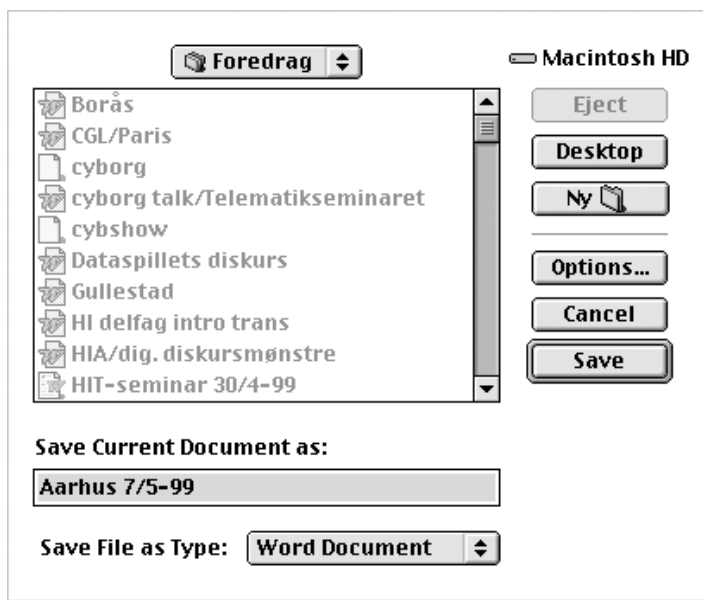 Foredrag
Macintosh HD
Borås
CGL/Paris
cyborg
cyborg talk/Telematikseminaret
cybshow
Dataspillets diskurs
Gullestad
HI delfag intro trans
HIA/dig. diskursmønstre
HIT-seminar 30/4-99
Eject
Desktop
Ny
Options...
Cancel
Save
Save Current Document as:
Aarhus 7/5-99
Save File as Type: Word Document